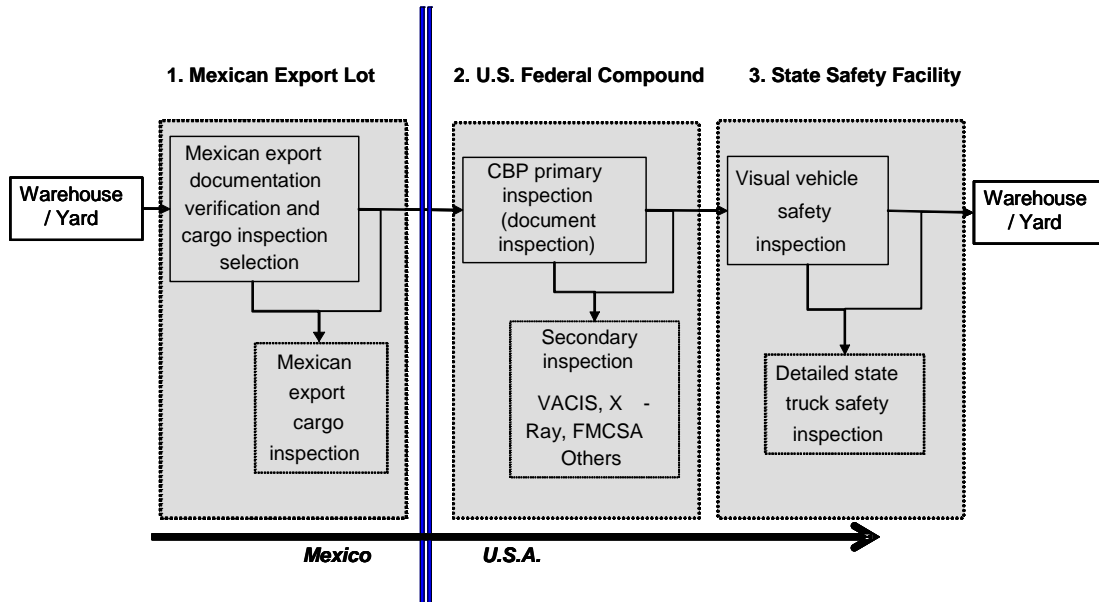 1. Mexican Export Lot
2. U.S. Federal Compound
3. State Safety Facility
Warehouse
/ Yard
Mexican export
documentation
verification and
cargo inspection
selection
Mexican
export
cargo
inspection
CBP primary
inspection
(document
inspection)
Secondary
inspection
VACIS, X -
Ray, FMCSA
Others
Visual vehicle
safety
inspection
Detailed state
truck safety
inspection
Warehouse
/ Yard
Mexico
U.S.A.